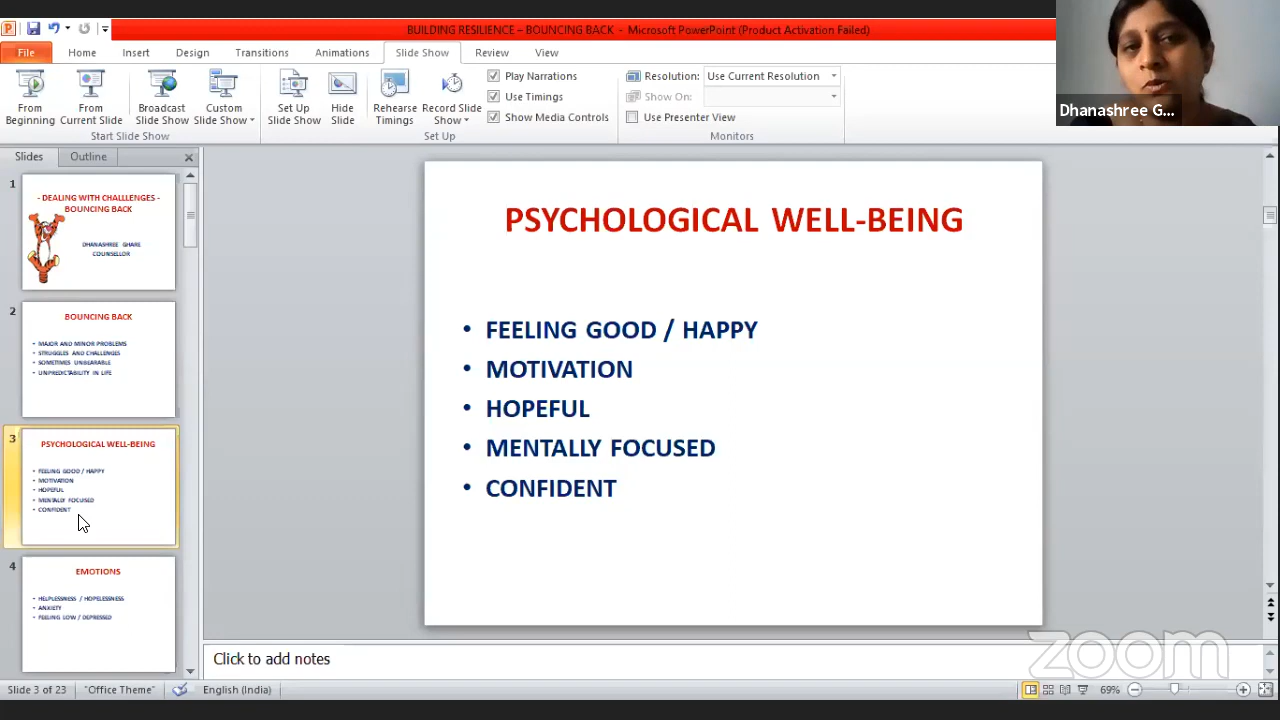 BUILDING RESILIENCE – BOUNCING BACK - Microsoft PowerPoint (Product Activation Failed)
File Home Insert Design Transitions Animations Slide Show Review View
From Beginning
From Current Slide
Broadcast Slide Show
Custom Slide Show
Start Slide Show
Set Up Slide Show
Hide Slide
Rehearse Timings
Record Slide Show
Play Narrations
Use Timings
Show Media Controls
Set Up
Resolution: Use Current Resolution
Show On:
Use Presenter View
Monitors
Dhanashree G...
Slides Outline
1
- DEALING WITH CHALLLENGES -
BOUNCING BACK
DHANASHREE GHARE
COUNSELLOR
2
BOUNCING BACK
• MAJOR AND MINOR PROBLEMS
• STRUGGLES AND CHALLENGES
• SOMETIMES UNBEARABLE
• UNPREDICTABILITY IN LIFE
3
PSYCHOLOGICAL WELL-BEING
• FEELING GOOD / HAPPY
• MOTIVATION
• HOPEFUL
• MENTALLY FOCUSED
• CONFIDENT
4
EMOTIONS
• HELPLESSNESS / HOPELESSNESS
• ANXIETY
• FEELING LOW / DEPRESSED
PSYCHOLOGICAL WELL-BEING
• FEELING GOOD / HAPPY
• MOTIVATION
• HOPEFUL
• MENTALLY FOCUSED
• CONFIDENT
Click to add notes
zoom
Slide 3 of 23 "Office Theme" English (India) 69%